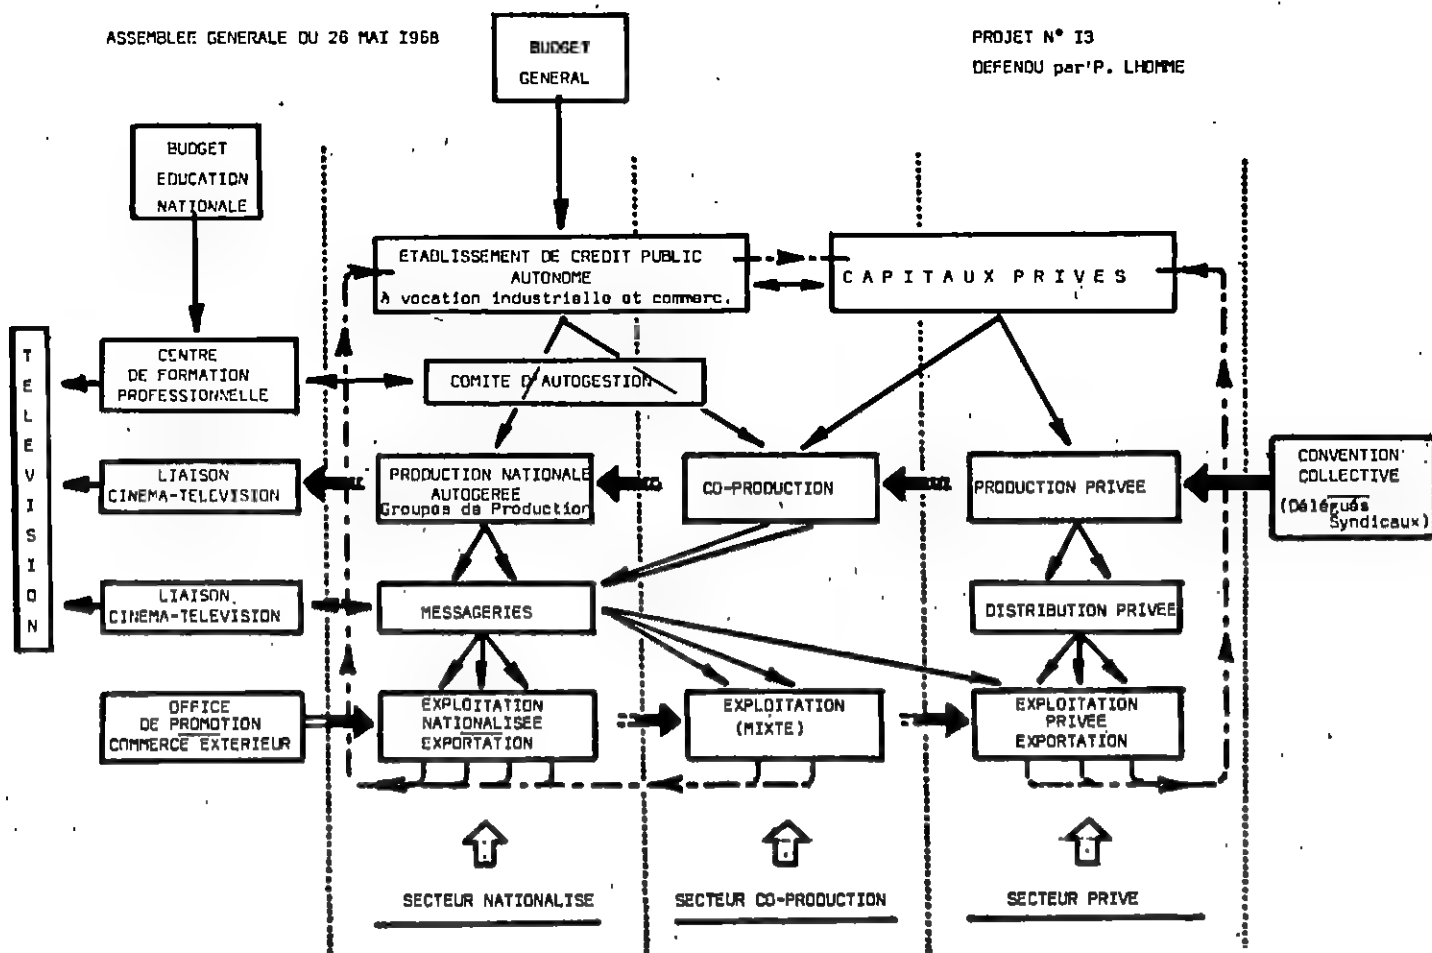 ASSEMBLEE GENERALE DU 26 MAI I968
PROJET N° I3
DEFENDU par'P. LHOMME
BUDGET
GENERAL
BUDGET
EDUCATION
NATIONALE
ETABLISSEMENT DE CREDIT PUBLIC
AUTONOME
A vocation industrielle et commerc.
CAPITAUX PRIVES
TELEVISION
CENTRE
DE FORMATION
PROFESSIONNELLE
COMITE D'AUTOGESTION
LIAISON
CINEMA-TELEVISION
PRODUCTION NATIONALE
AUTOGEREE
Groupes de Production
CO-PRODUCTION
PRODUCTION PRIVEE
CONVENTION
COLLECTIVE
(Délégués
Syndicaux)
LIAISON
CINEMA-TELEVISION
MESSAGERIES
DISTRIBUTION PRIVEE
OFFICE
DE PROMOTION
COMMERCE EXTERIEUR
EXPLOITATION
NATIONALISEE
EXPORTATION
EXPLOITATION
(MIXTE)
EXPLOITATION
PRIVEE
EXPORTATION
SECTEUR NATIONALISE
SECTEUR CO-PRODUCTION
SECTEUR PRIVE